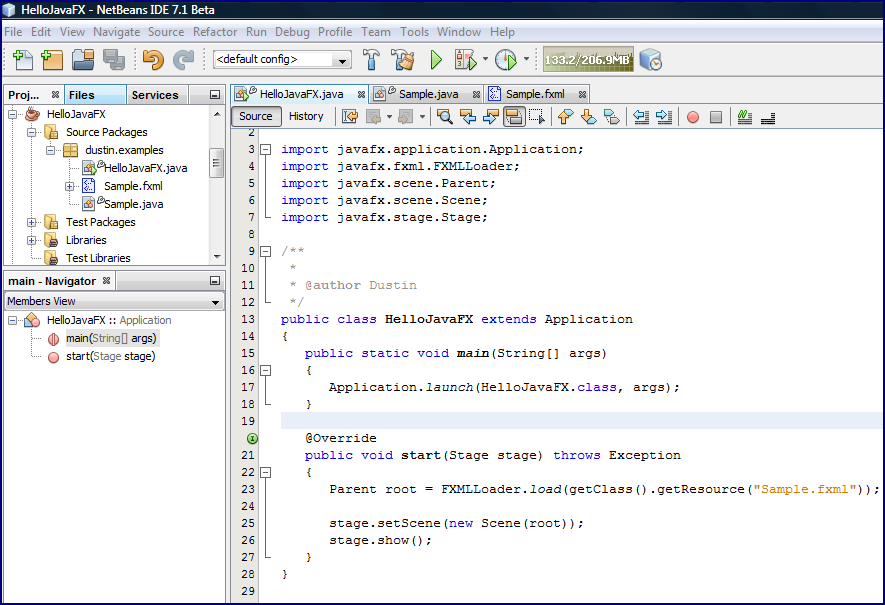 HelloJavaFX - NetBeans IDE 7.1 Beta
File Edit View Navigate Source Refactor Run Debug Profile Team Tools Window Help
<default config> 133.2/206.9MB
Proj... Files Services
HelloJavaFX
Source Packages
dustin.examples
HelloJavaFX.java
Sample.fxml
Sample.java
Test Packages
Libraries
Test Libraries
main - Navigator
Members View
HelloJavaFX :: Application
main(String[] args)
start(Stage stage)
HelloJavaFX.java Sample.java Sample.fxml
Source History
2
3 import javafx.application.Application;
4 import javafx.fxml.FXMLLoader;
5 import javafx.scene.Parent;
6 import javafx.scene.Scene;
7 import javafx.stage.Stage;
8
9 /**
10 *
11 * @author Dustin
12 */
13 public class HelloJavaFX extends Application
14 {
15 public static void main(String[] args)
16 {
17 Application.launch(HelloJavaFX.class, args);
18 }
19
@Override
21 public void start(Stage stage) throws Exception
22 {
23 Parent root = FXMLLoader.load(getClass().getResource("Sample.fxml"));
24
25 stage.setScene(new Scene(root));
26 stage.show();
27 }
28 }
29